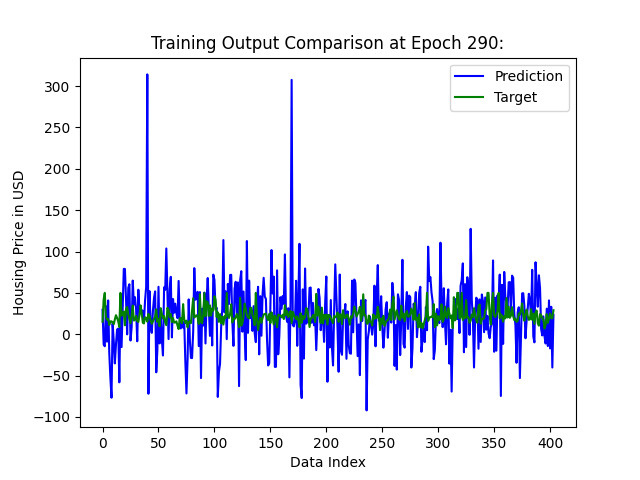 Training Output Comparison at Epoch 290:
Prediction
Target
Housing Price in USD
300
250
200
150
100
50
0
−50
−100
0 50 100 150 200 250 300 350 400
Data Index